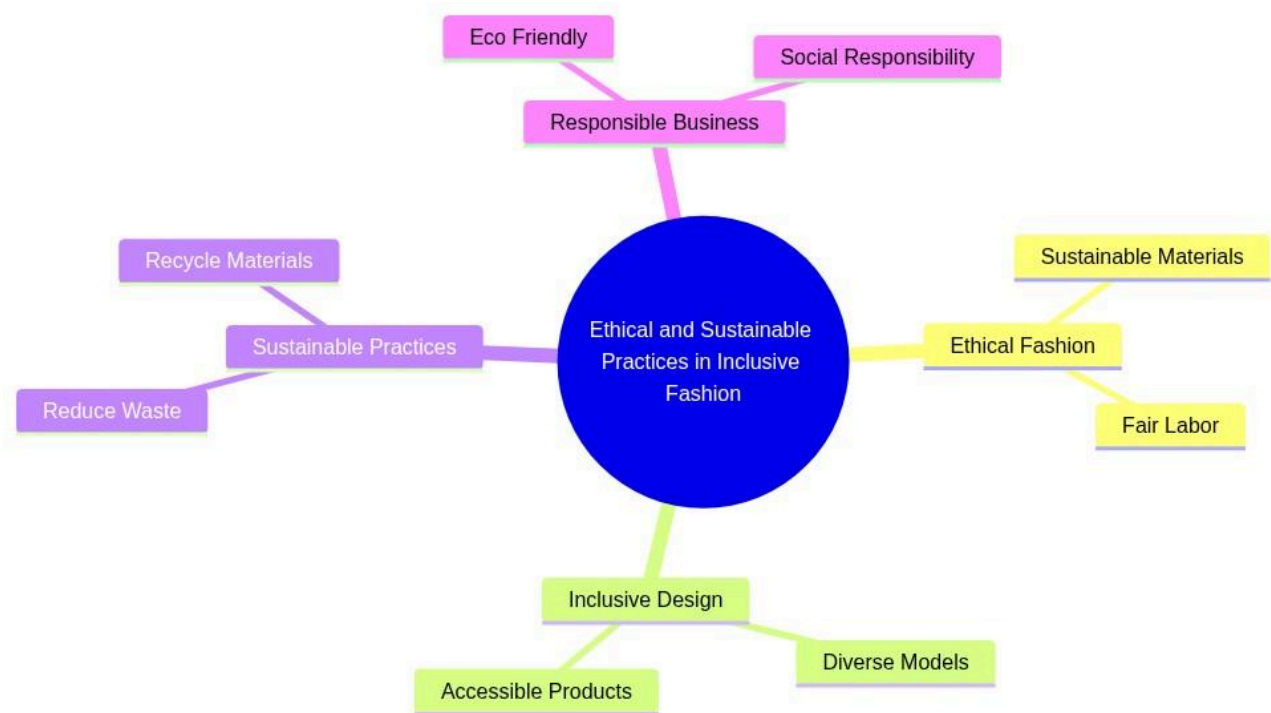 Eco Friendly
Social Responsibility
Responsible Business
Recycle Materials
Sustainable Materials
Ethical and Sustainable
Practices in Inclusive
Fashion
Sustainable Practices
Ethical Fashion
Reduce Waste
Fair Labor
Inclusive Design
Diverse Models
Accessible Products